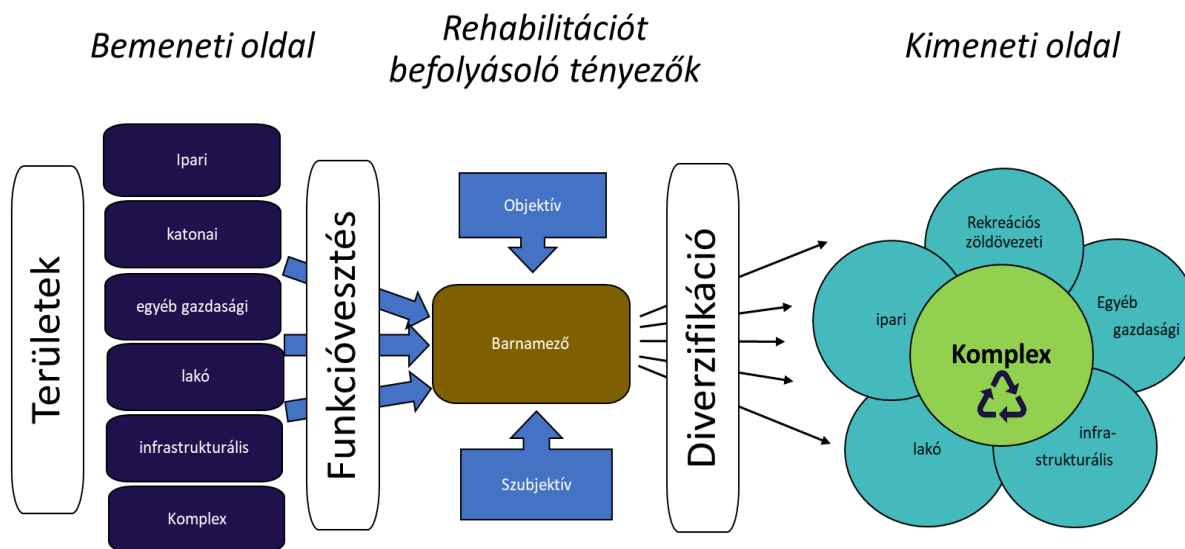 Bemeneti oldal
Rehabilitációt
befolyásoló tényezők
Kimeneti oldal
Területek
Ipari
katonai
egyéb gazdasági
lakó
infrastrukturális
Komplex
Funkcióvesztés
Objektív
Barnamező
Szubjektív
Diverzifikáció
Rekreációs
zöldövezeti
ipari
Egyéb
gazdasági
Komplex
lakó
infra-
strukturális